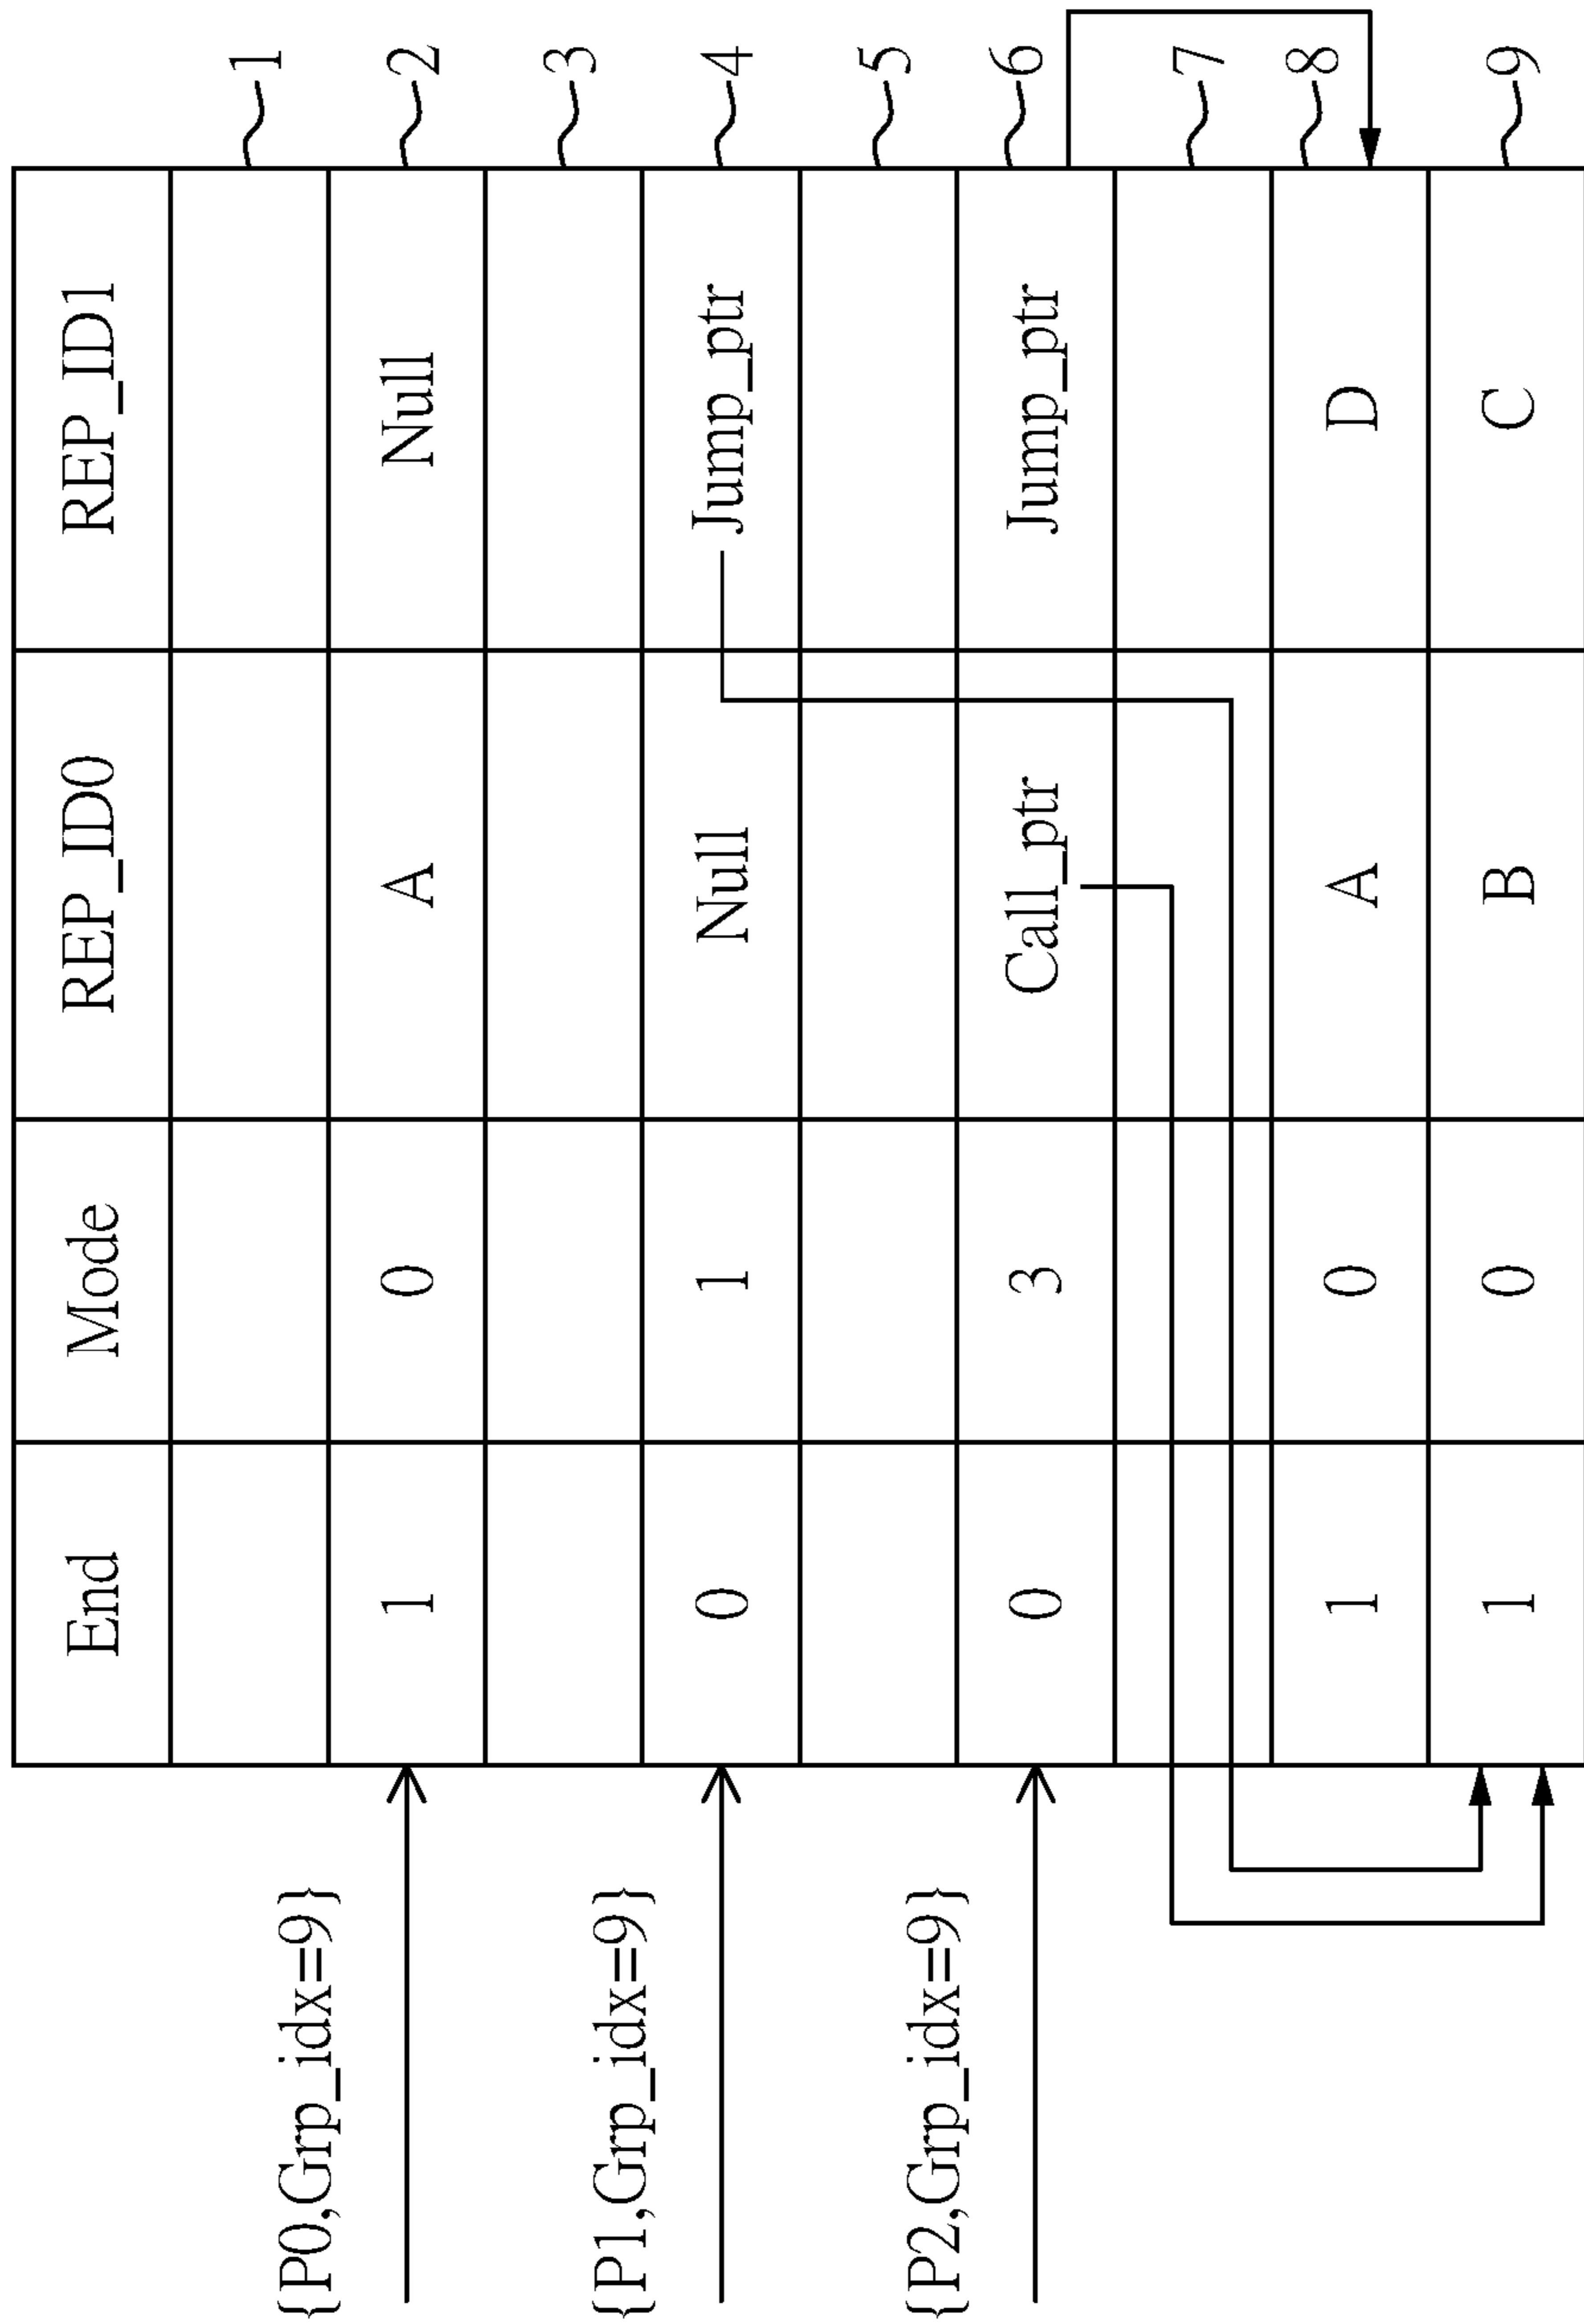 End Mode REP_ID0 REP_ID1
1
{P0,Grp_idx=9} 1 0 A Null 2
3
{P1,Grp_idx=9} 0 1 Null Jump_ptr 4
5
{P2,Grp_idx=9} 0 3 Call_ptr Jump_ptr 6
7
1 0 A D 8
1 0 B C 9